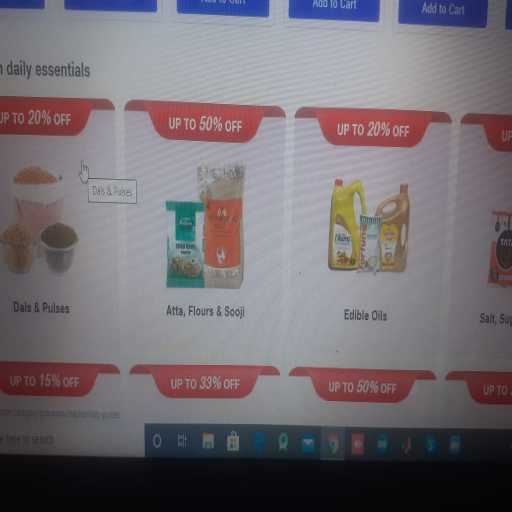 Add to Cart
Add to Cart
Add to Cart
daily essentials
UP TO 20% OFF
UP TO 50% OFF
UP TO 20% OFF
UP
Dals & Pulses
TATA
Dals & Pulses
Atta, Flours & Sooji
Edible Oils
Salt, Sug
UP TO 15% OFF
UP TO 33% OFF
UP TO 50% OFF
UP TO
here to search